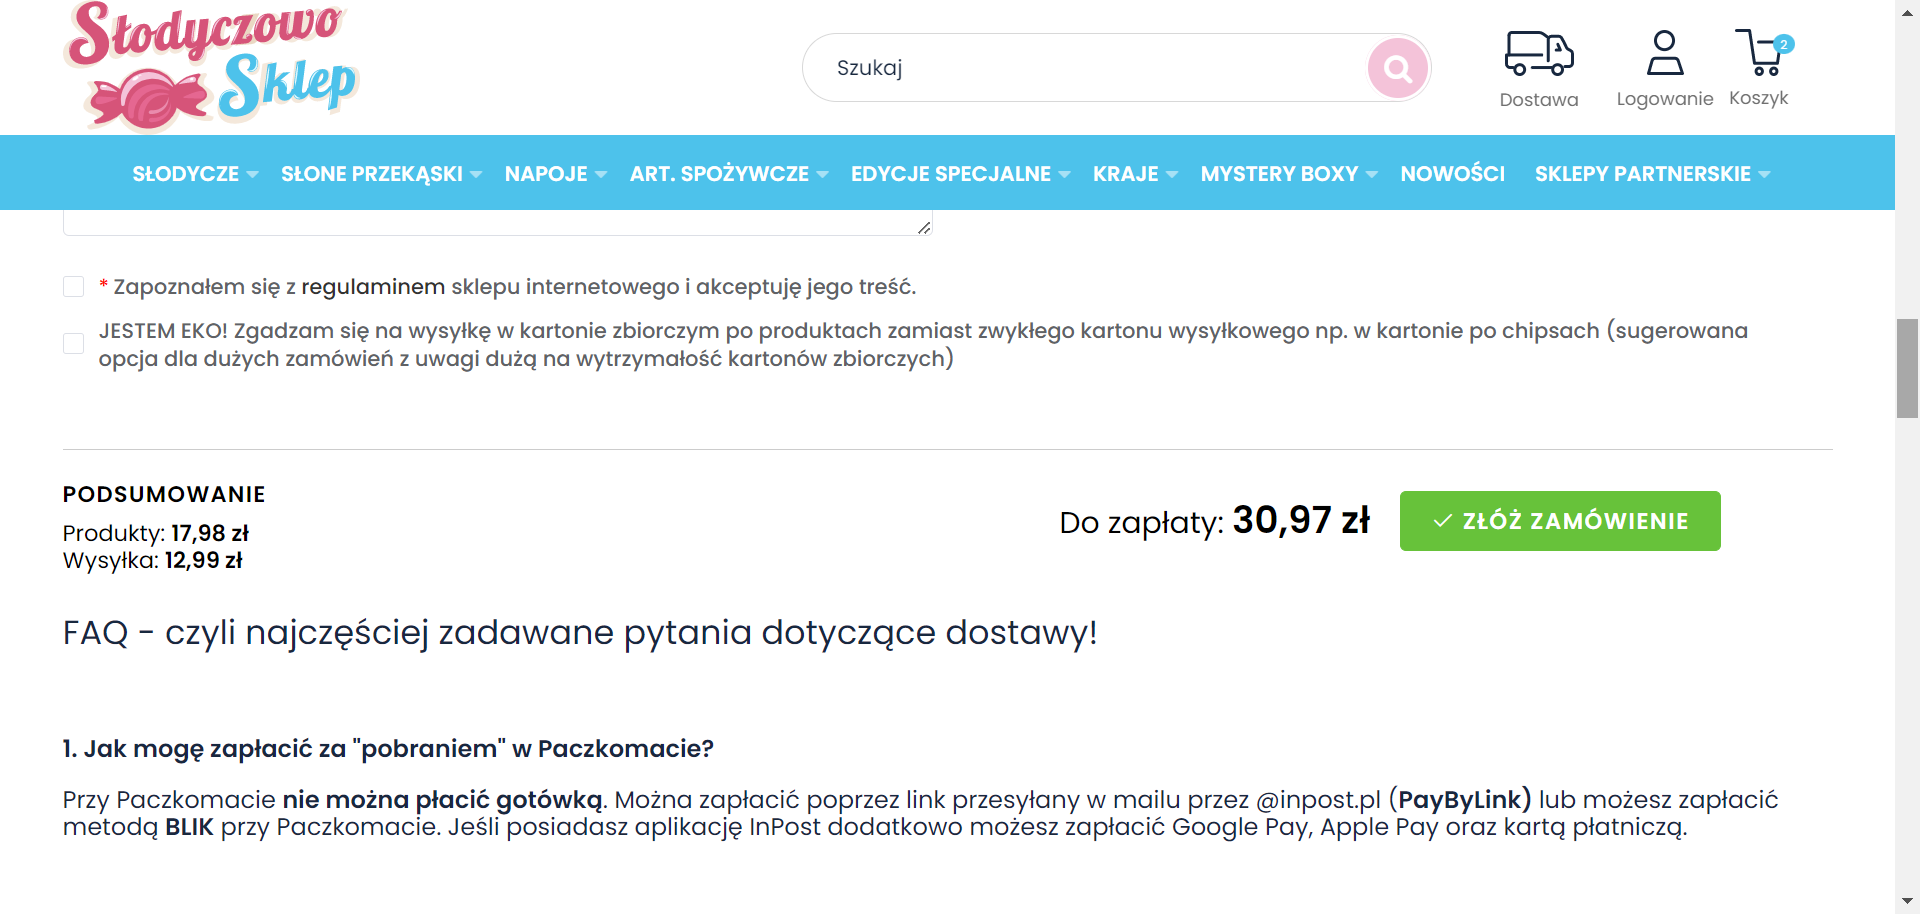 Słodyczowo
Sklep
Szukaj
Dostawa
Logowanie
2
Koszyk
SŁODYCZE
SŁONE PRZEKĄSKI
NAPOJE
ART. SPOŻYWCZE
EDYCJE SPECJALNE
KRAJE
MYSTERY BOXY
NOWOŚCI
SKLEPY PARTNERSKIE
* Zapoznałem się z regulaminem sklepu internetowego i akceptuję jego treść.
JESTEM EKO! Zgadzam się na wysyłkę w kartonie zbiorczym po produktach zamiast zwykłego kartonu wysyłkowego np. w kartonie po chipsach (sugerowana
opcja dla dużych zamówień z uwagi dużą na wytrzymałość kartonów zbiorczych)
PODSUMOWANIE
Produkty: 17,98 zł
Wysyłka: 12,99 zł
Do zapłaty: 30,97 zł
ZŁÓŻ ZAMÓWIENIE
FAQ - czyli najczęściej zadawane pytania dotyczące dostawy!
1. Jak mogę zapłacić za "pobraniem" w Paczkomacie?
Przy Paczkomacie nie można płacić gotówką. Można zapłacić poprzez link przesyłany w mailu przez @inpost.pl (PayByLink) lub możesz zapłacić
metodą BLIK przy Paczkomacie. Jeśli posiadasz aplikację InPost dodatkowo możesz zapłacić Google Pay, Apple Pay oraz kartą płatniczą.